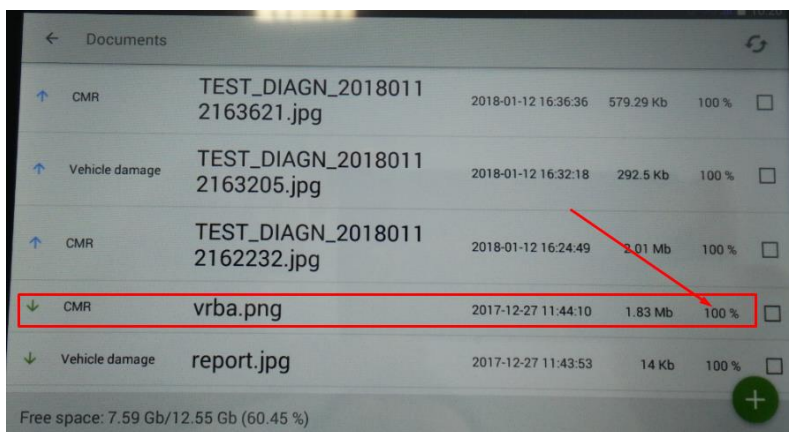 Documents
CMR
TEST_DIAGN_2018011
2163621.jpg
2018-01-12 16:36:36
579.29 Kb
100 %
Vehicle damage
TEST_DIAGN_2018011
2163205.jpg
2018-01-12 16:32:18
292.5 Kb
100 %
CMR
TEST_DIAGN_2018011
2162232.jpg
2018-01-12 16:24:49
2.01 Mb
100 %
CMR
vrba.png
2017-12-27 11:44:10
1.83 Mb
100 %
Vehicle damage
report.jpg
2017-12-27 11:43:53
14 Kb
100 %
Free space: 7.59 Gb/12.55 Gb (60.45 %)